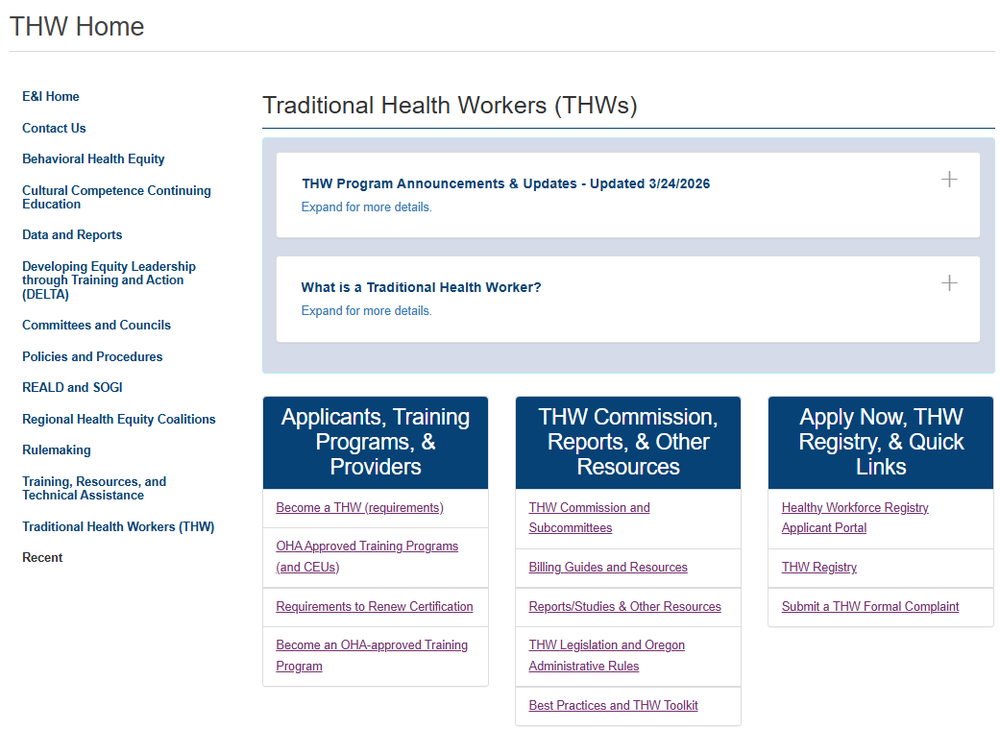 THW Home
E&I Home
Contact Us
Behavioral Health Equity
Cultural Competence Continuing
Education
Data and Reports
Developing Equity Leadership
through Training and Action
(DELTA)
Committees and Councils
Policies and Procedures
REALD and SOGI
Regional Health Equity Coalitions
Rulemaking
Training, Resources, and
Technical Assistance
Traditional Health Workers (THW)
Recent
Traditional Health Workers (THWs)
THW Program Announcements & Updates - Updated 3/24/2026
Expand for more details.
What is a Traditional Health Worker?
Expand for more details.
Applicants, Training
Programs, &
Providers
Become a THW (requirements)
OHA Approved Training Programs
(and CEUs)
Requirements to Renew Certification
Become an OHA-approved Training
Program
THW Commission,
Reports, & Other
Resources
THW Commission and
Subcommittees
Billing Guides and Resources
Reports/Studies & Other Resources
THW Legislation and Oregon
Administrative Rules
Best Practices and THW Toolkit
Apply Now, THW
Registry, & Quick
Links
Healthy Workforce Registry
Applicant Portal
THW Registry
Submit a THW Formal Complaint